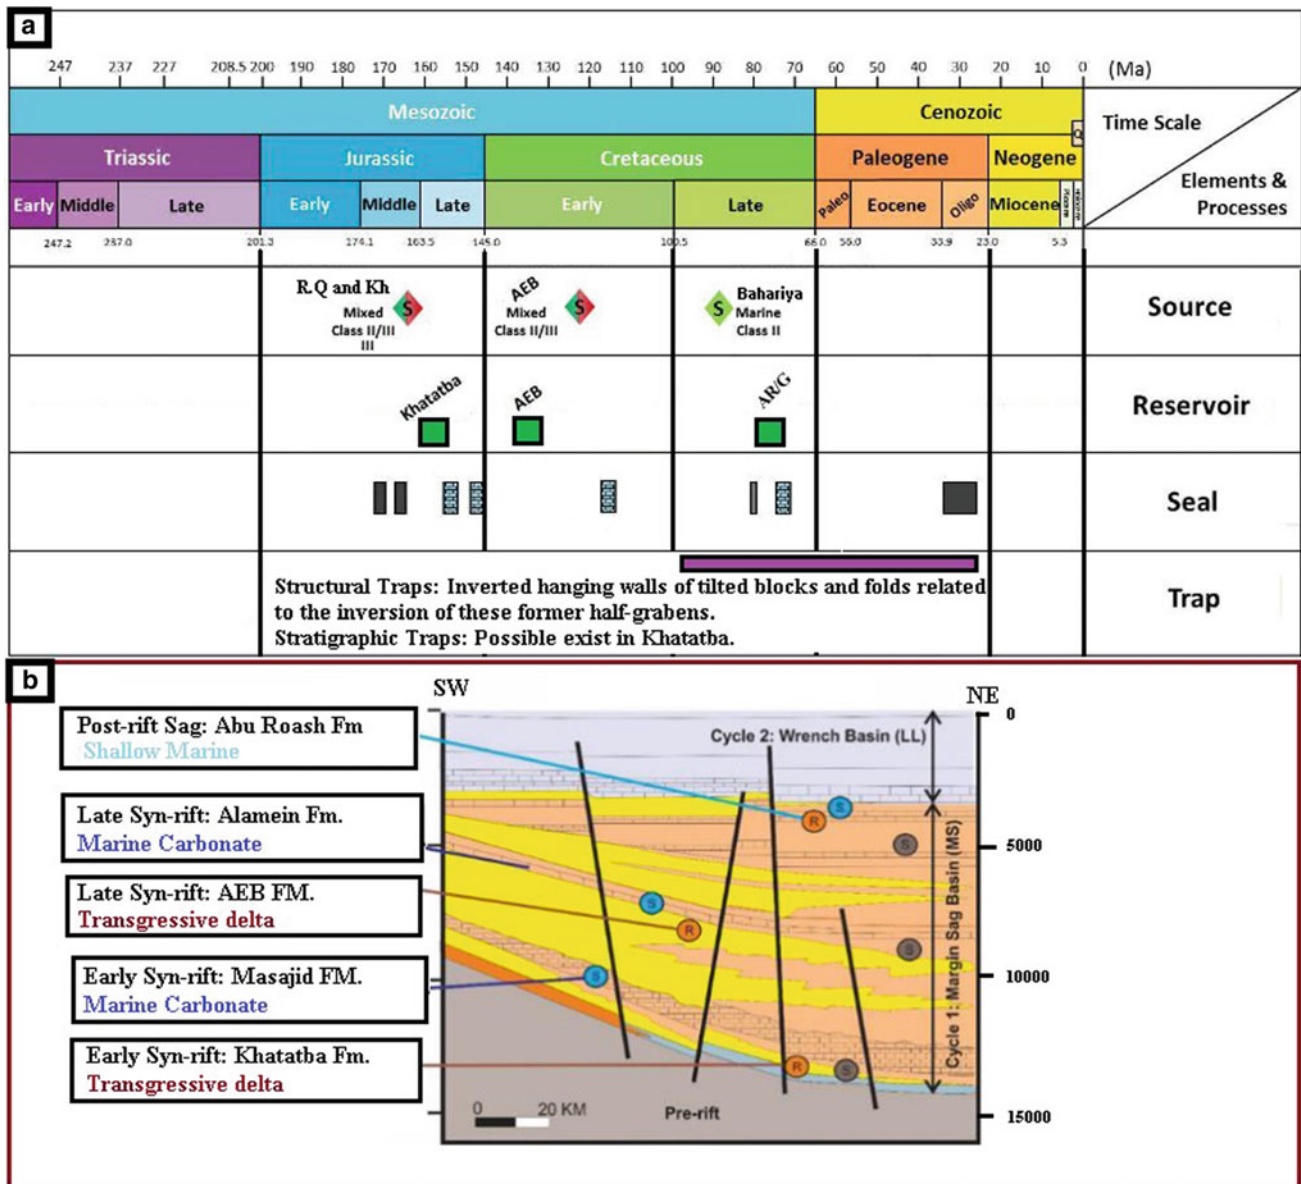 a
247 237 227 208.5 200 190 180 170 160 150 140 130 120 110 100 90 80 70 60 50 40 30 20 10 0 (Ma)
Mesozoic Cenozoic
Time Scale
Q
Triassic Jurassic Cretaceous Paleogene Neogene
Elements &
Processes
Early Middle Late Early Middle Late Early Late Paleo Eocene Oligo Miocene
247.2 237.0 201.3 174.1 163.5 145.0 100.5 66.0 56.0 33.9 23.0 5.3
R.Q and Kh
Mixed
Class II/III
III
S
AEB
Mixed
Class II/III
S
S
Bahariya
Marine
Class II
Source
Khatatba
AEB
AR/G
Reservoir
Seal
Structural Traps: Inverted hanging walls of tilted blocks and folds related
to the inversion of these former half-grabens.
Stratigraphic Traps: Possible exist in Khatatba.
Trap
b
SW
NE
Post-rift Sag: Abu Roash Fm
Shallow Marine
Late Syn-rift: Alamein Fm.
Marine Carbonate
Late Syn-rift: AEB FM.
Transgressive delta
Early Syn-rift: Masajid FM.
Marine Carbonate
Early Syn-rift: Khatatba Fm.
Transgressive delta
Cycle 2: Wrench Basin (LL)
Cycle 1: Margin Sag Basin (MS)
R
S
S
S
R
S
S
R
S
0
5000
10000
15000
0 20 KM
Pre-rift